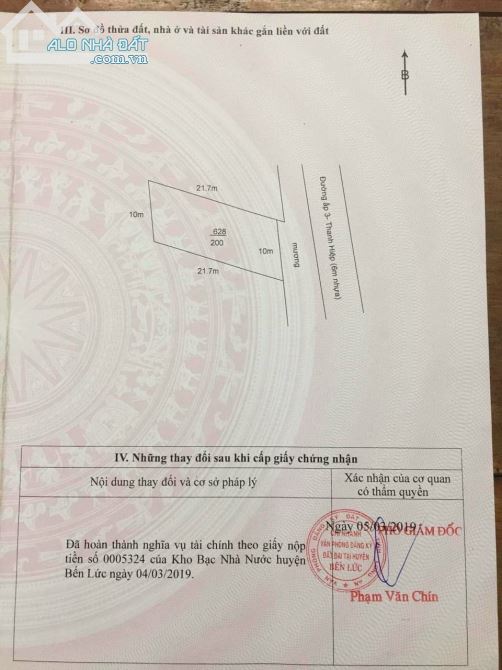 III. Sơ đồ thửa đất, nhà ở và tài sản khác gắn liền với đất
ALO NHÀ ĐẤT
.com.vn
B
21.7m
10m
628
200
10m
21.7m
mương
Đường ấp 3- Thanh Hiệp (6m nhựa)
IV. Những thay đổi sau khi cấp giấy chứng nhận
Nội dung thay đổi và cơ sở pháp lý
Xác nhận của cơ quan
có thẩm quyền
Ngày 05/03/2019
Đã hoàn thành nghĩa vụ tài chính theo giấy nộp
tiền số 0005324 của Kho Bạc Nhà Nước huyện
Bến Lức ngày 04/03/2019.
PHÓ GIÁM ĐỐC
CHI NHÁNH
VĂN PHÒNG ĐĂNG KÝ
ĐẤT ĐAI TẠI HUYỆN
BẾN LỨC
Phạm Văn Chín